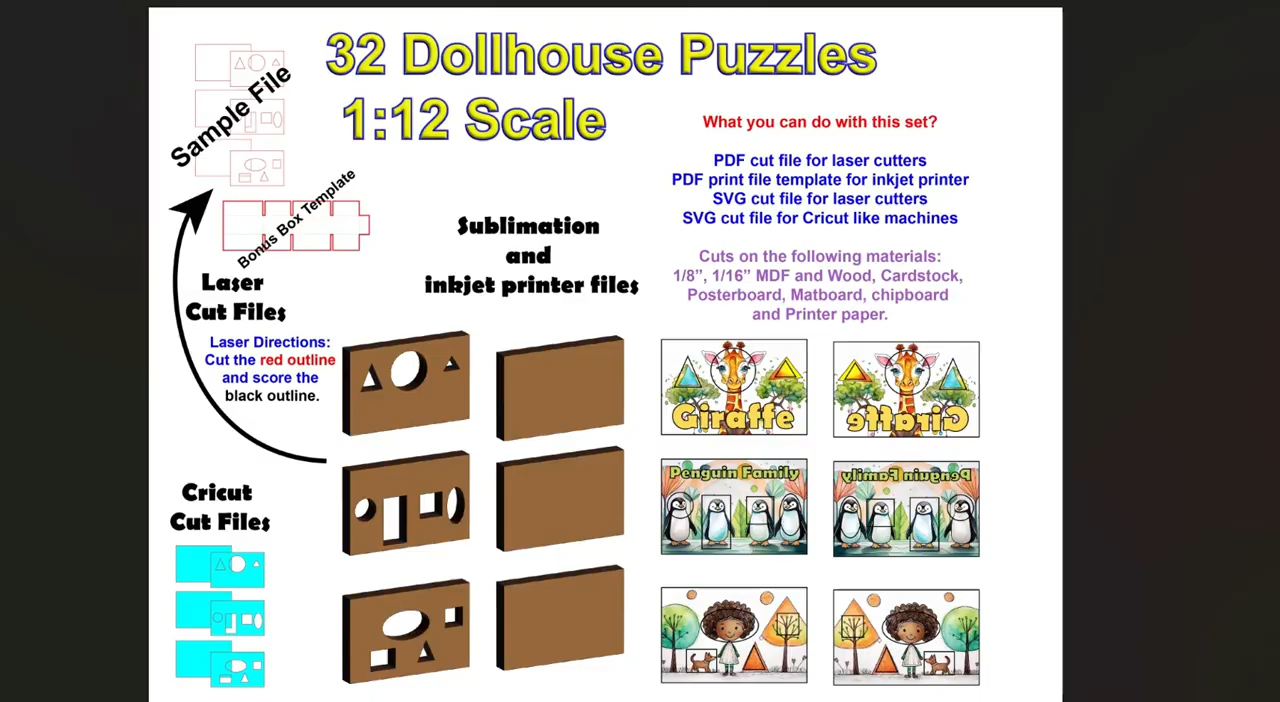 32 Dollhouse Puzzles
1:12 Scale
Sample File
Bonus Box Template
What you can do with this set?
PDF cut file for laser cutters
PDF print file template for inkjet printer
SVG cut file for laser cutters
SVG cut file for Cricut like machines
Cuts on the following materials:
1/8”, 1/16” MDF and Wood, Cardstock,
Posterboard, Matboard, chipboard
and Printer paper.
Sublimation
and
inkjet printer files
Laser
Cut Files
Laser Directions:
Cut the red outline
and score the
black outline.
Cricut
Cut Files
Giraffe
Giraffe
Penguin Family
Penguin Family